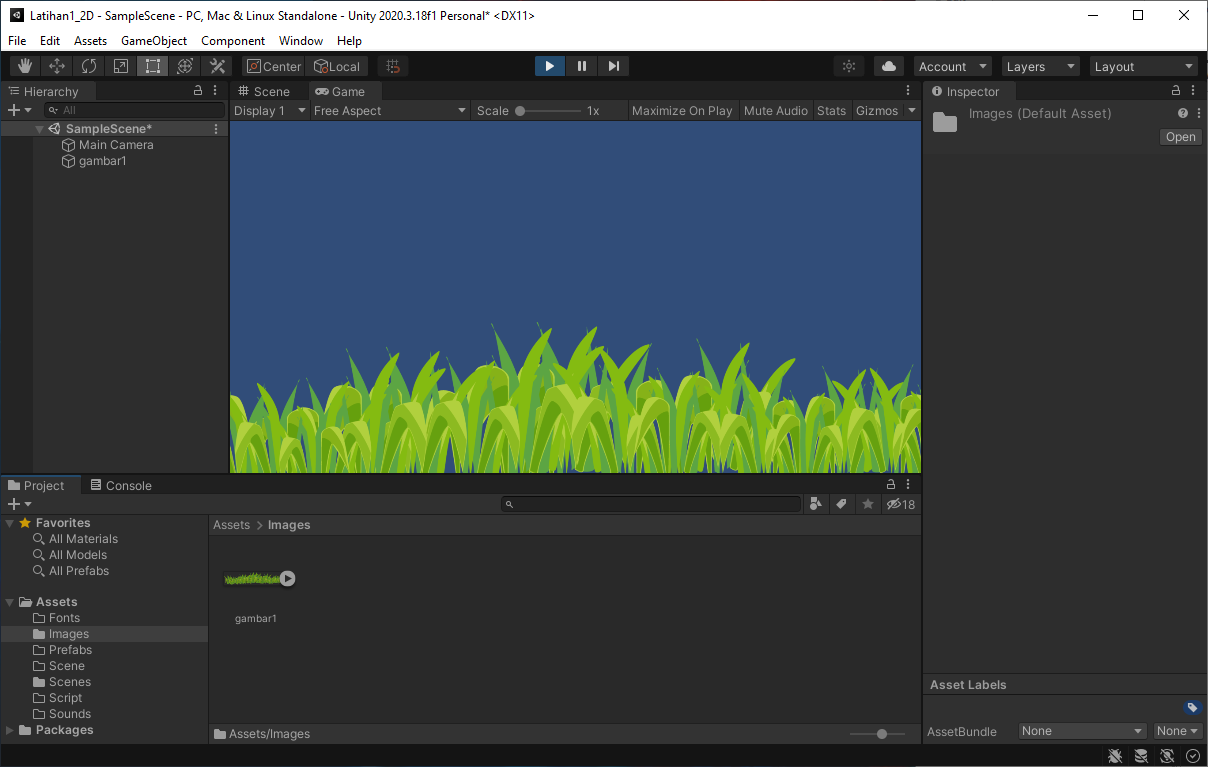 Latihan1_2D - SampleScene - PC, Mac & Linux Standalone - Unity 2020.3.18f1 Personal* <DX11>
File Edit Assets GameObject Component Window Help
Center Local Account Layers Layout
Hierarchy
All
SampleScene*
Main Camera
gambar1
Scene Game
Display 1 Free Aspect Scale 1x Maximize On Play Mute Audio Stats Gizmos
Inspector
Images (Default Asset)
Open
Project Console
18
Favorites
All Materials
All Models
All Prefabs
Assets
Fonts
Images
Prefabs
Scene
Scenes
Script
Sounds
Packages
Assets > Images
gambar1
Assets/Images
Asset Labels
AssetBundle None None